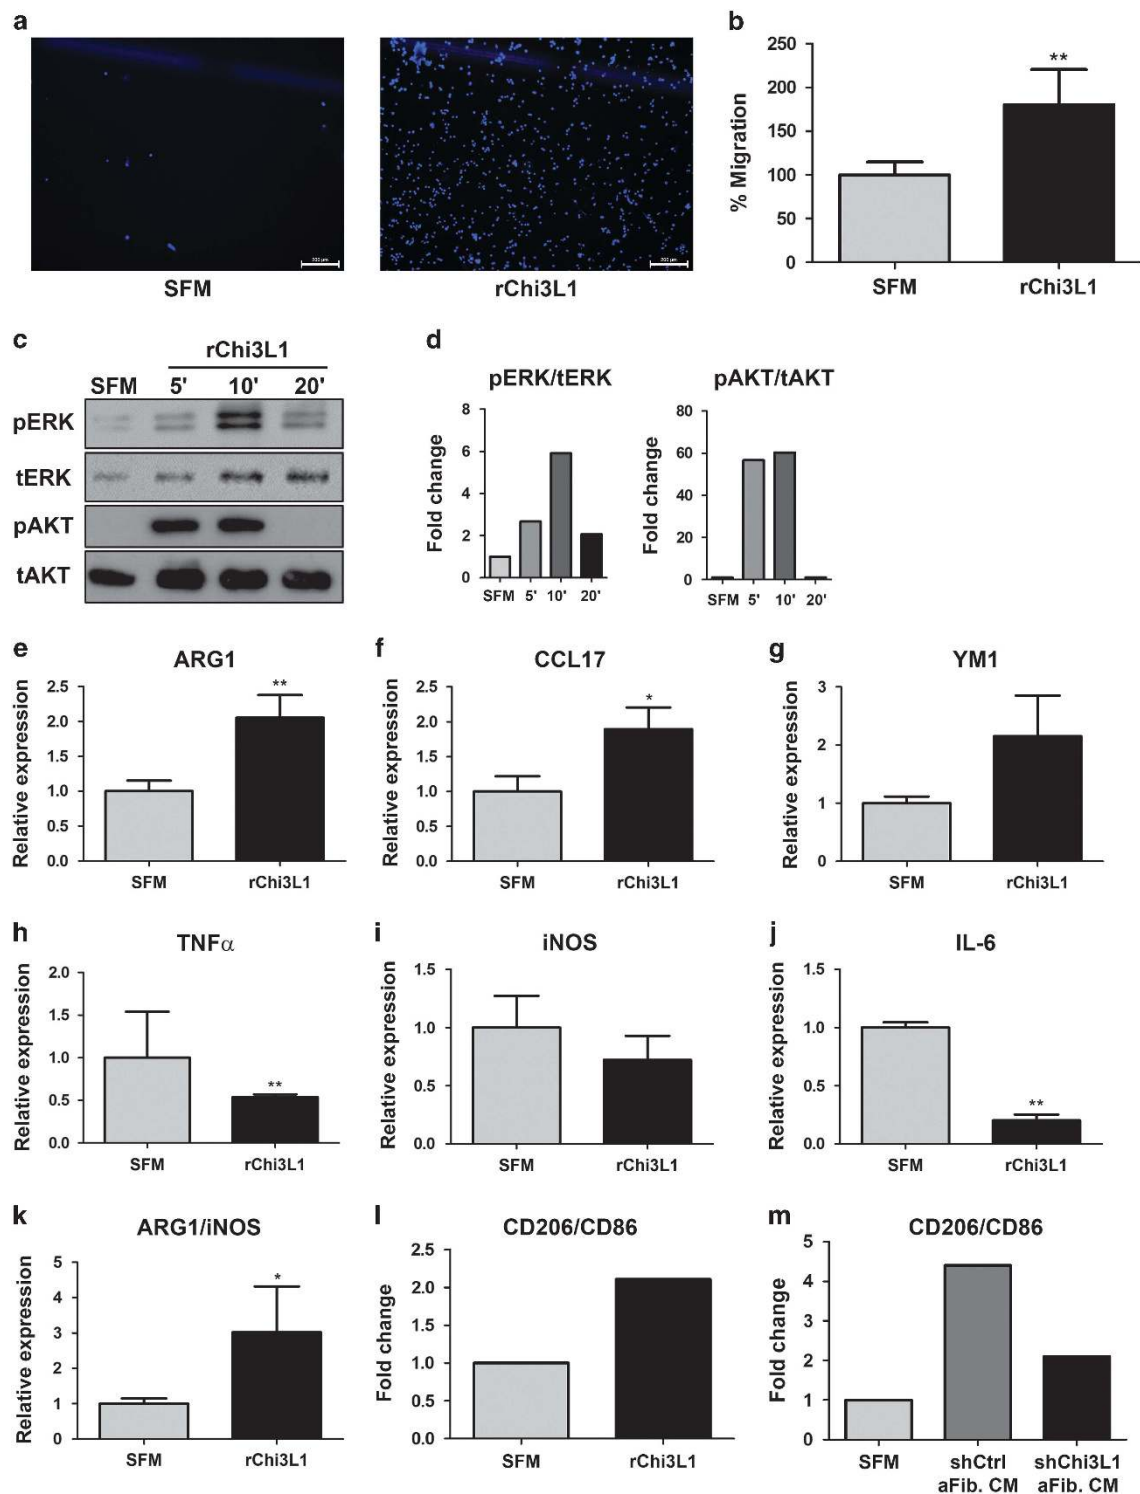 a
b
200 µm
200 µm
SFM
rChi3L1
250
200
150
100
50
0
% Migration
**
SFM
rChi3L1
c
rChi3L1
SFM 5' 10' 20'
pERK
tERK
pAKT
tAKT
d
pERK/tERK
8
6
4
2
0
Fold change
SFM 5' 10' 20'
pAKT/tAKT
80
60
40
20
0
Fold change
SFM 5' 10' 20'
e
ARG1
2.5
2.0
1.5
1.0
0.5
0.0
Relative expression
**
SFM
rChi3L1
f
CCL17
2.5
2.0
1.5
1.0
0.5
0.0
Relative expression
*
SFM
rChi3L1
g
YM1
3
2
1
0
Relative expression
SFM
rChi3L1
h
TNFα
2.0
1.5
1.0
0.5
0.0
Relative expression
**
SFM
rChi3L1
i
iNOS
1.5
1.0
0.5
0.0
Relative expression
SFM
rChi3L1
j
IL-6
1.5
1.0
0.5
0.0
Relative expression
**
SFM
rChi3L1
k
ARG1/iNOS
5
4
3
2
1
0
Relative expression
*
SFM
rChi3L1
l
CD206/CD86
2.5
2.0
1.5
1.0
0.5
0.0
Fold change
SFM
rChi3L1
m
CD206/CD86
5
4
3
2
1
0
Fold change
SFM
shCtrl
aFib. CM
shChi3L1
aFib. CM